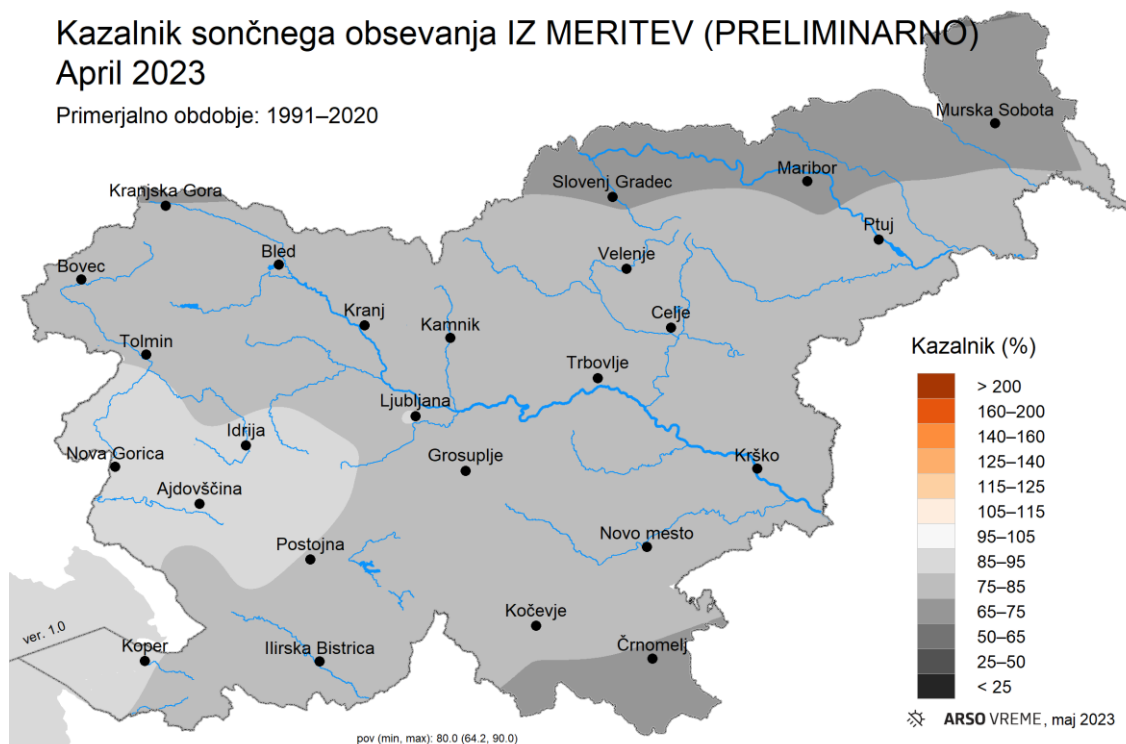 Kazalnik sončnega obsevanja IZ MERITEV (PRELIMINARNO)
April 2023
Primerjalno obdobje: 1991–2020
Murska Sobota
Maribor
Slovenj Gradec
Kranjska Gora
Ptuj
Bled
Velenje
Bovec
Kranj
Kamnik
Celje
Tolmin
Trbovlje
Ljubljana
Idrija
Nova Gorica
Grosuplje
Krško
Ajdovščina
Postojna
Novo mesto
Kočevje
ver. 1.0
Koper
Ilirska Bistrica
Črnomelj
Kazalnik (%)
> 200
160–200
140–160
125–140
115–125
105–115
95–105
85–95
75–85
65–75
50–65
25–50
< 25
ARSO VREME, maj 2023
pov (min, max): 80.0 (64.2, 90.0)